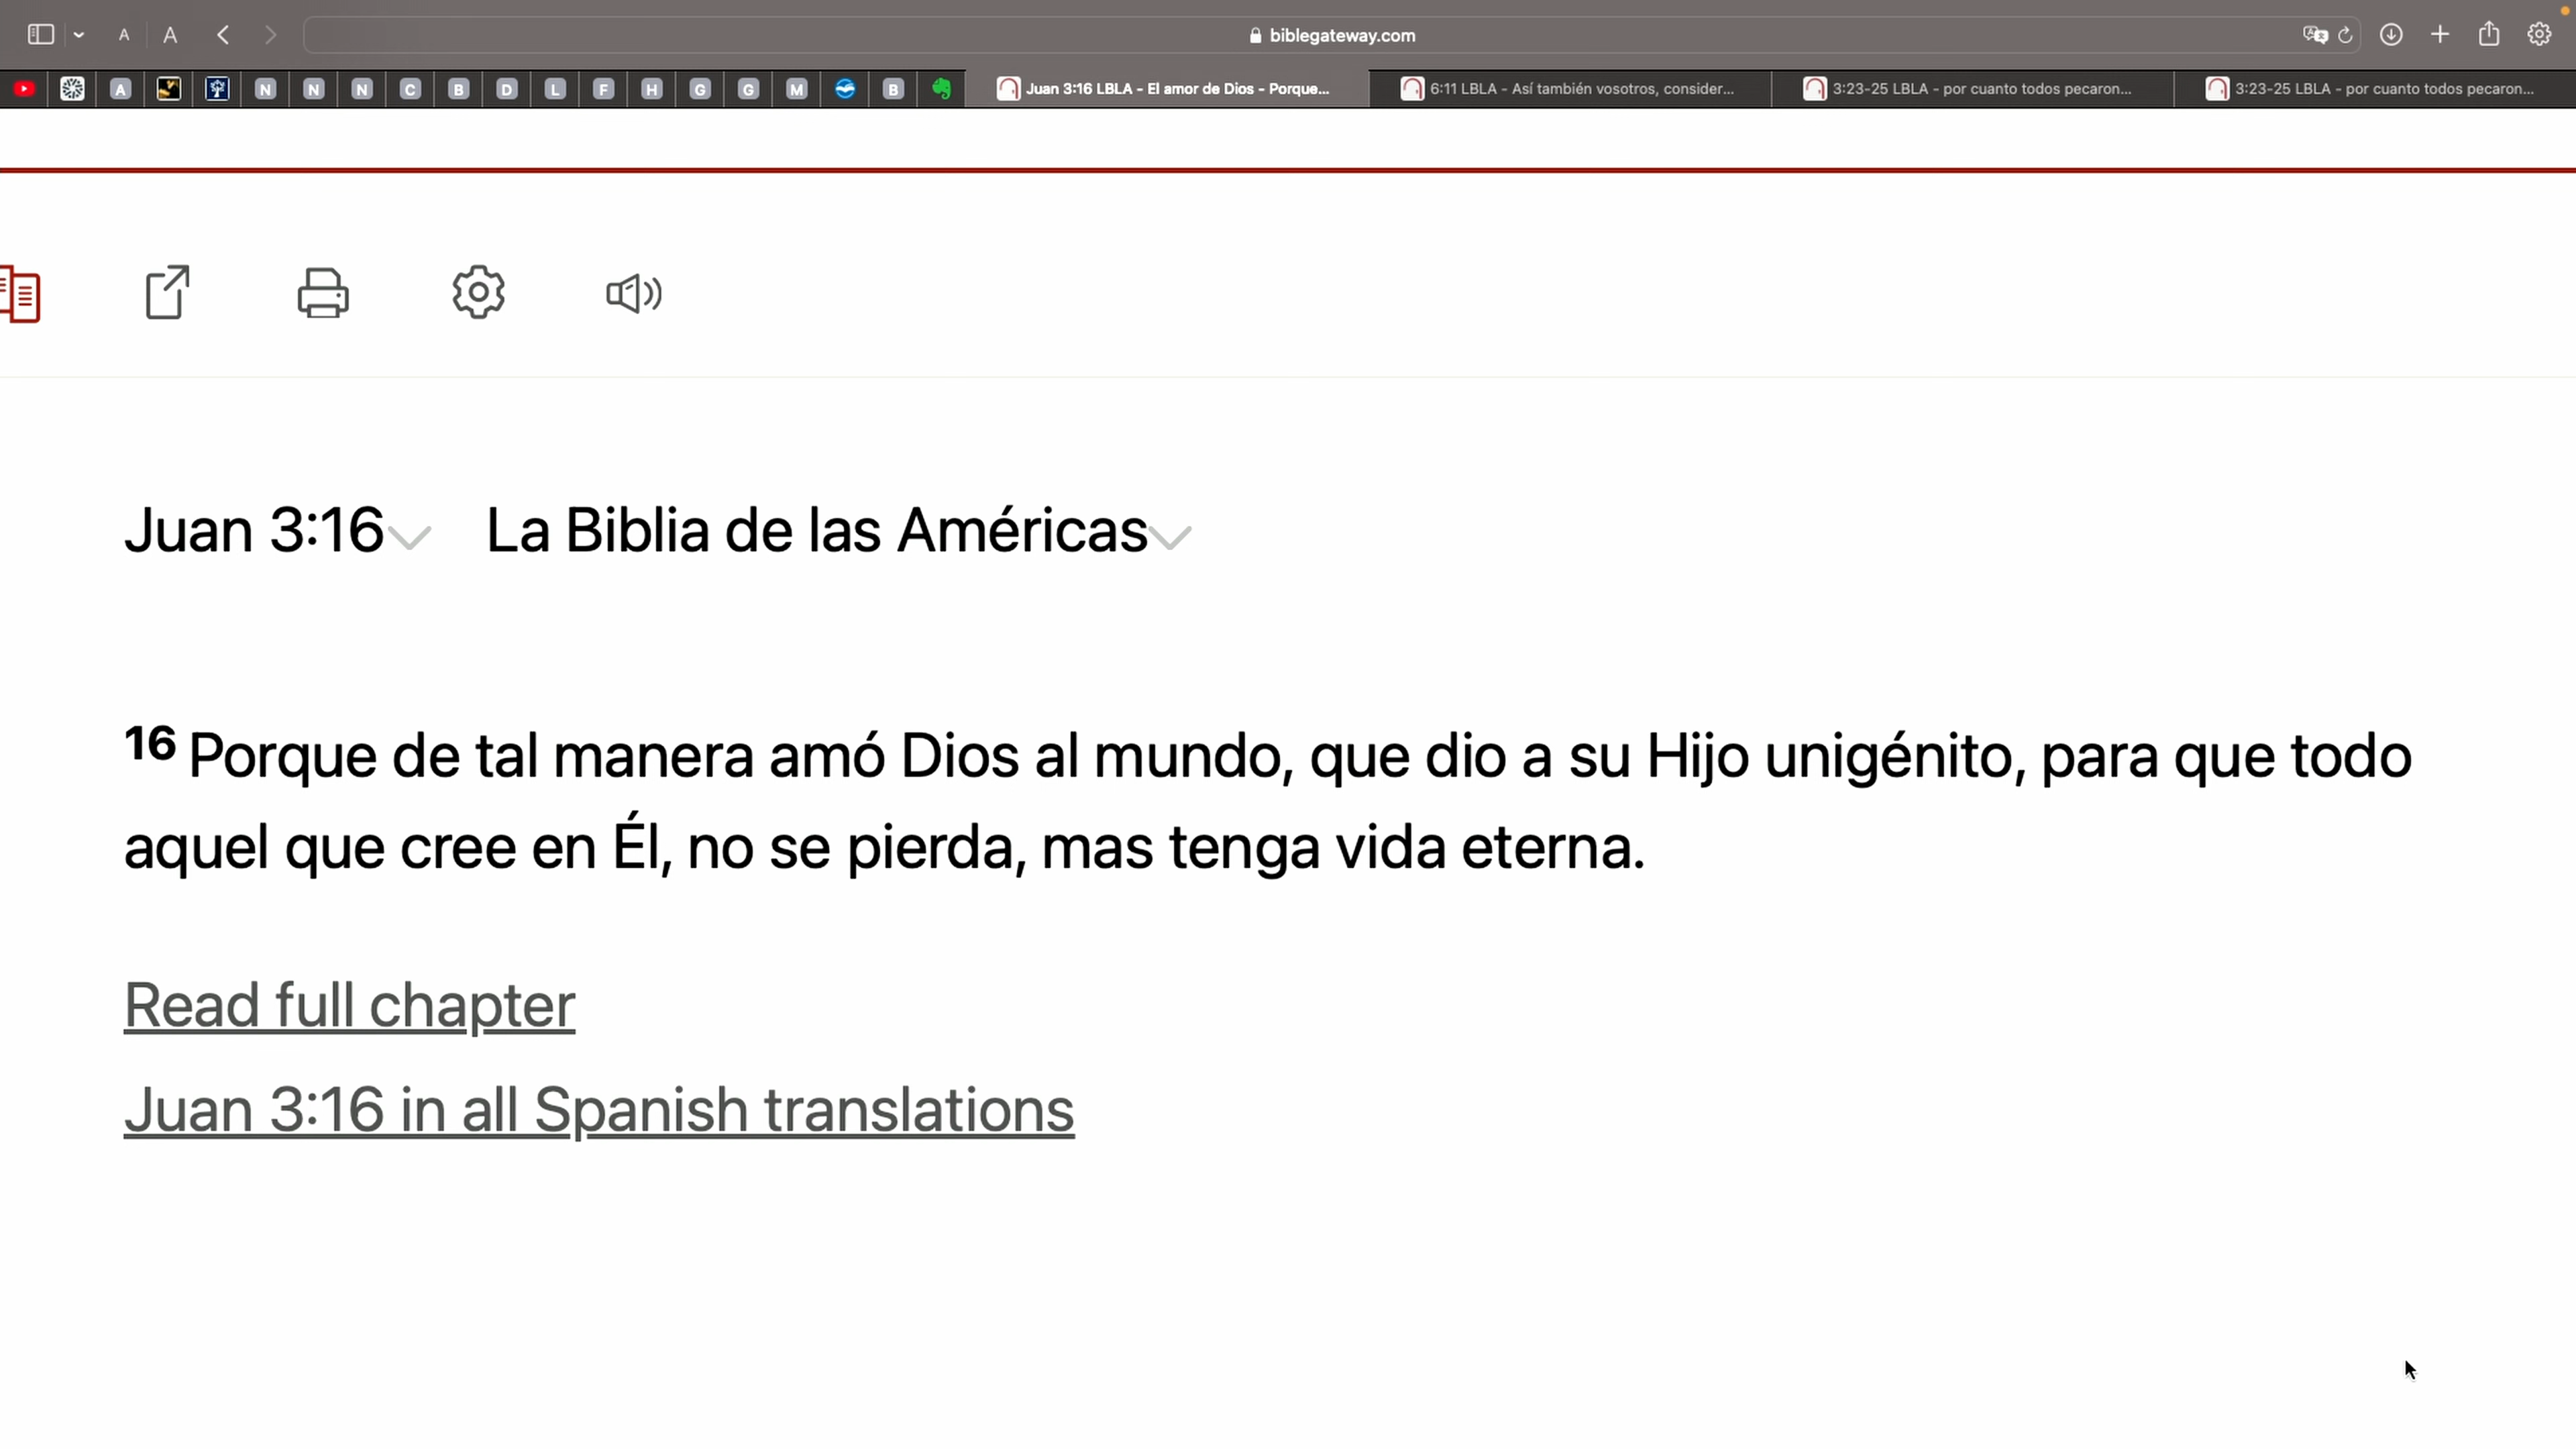 A A biblegateway.com
A N N N C B D L F H G G M B Juan 3:16 LBLA - El amor de Dios - Porque... 6:11 LBLA - Así también vosotros, consider... 3:23-25 LBLA - por cuanto todos pecaron... 3:23-25 LBLA - por cuanto todos pecaron...
Juan 3:16 La Biblia de las Américas
16 Porque de tal manera amó Dios al mundo, que dio a su Hijo unigénito, para que todo
aquel que cree en Él, no se pierda, mas tenga vida eterna.
Read full chapter
Juan 3:16 in all Spanish translations